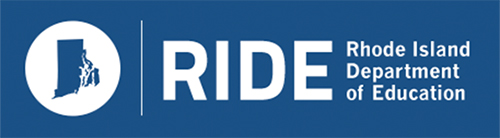 RIDE
Rhode Island
Department
of Education